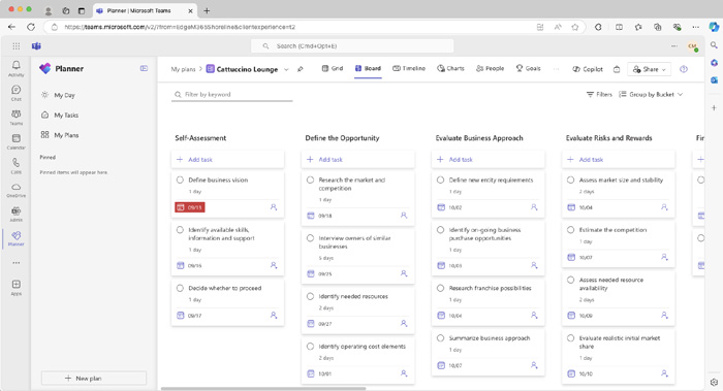 Planner | Microsoft Teams
https://teams.microsoft.com/v2/?from=EdgeM365Shoreline&clientexperience=t2
Search (Cmd+Opt+E)
Planner
My plans > Cattuccino Lounge
Grid
Board
Timeline
Charts
People
Goals
Copilot
Share
Activity
Chat
Teams
Calendar
Calls
OneDrive
Admin
Planner
Apps
My Day
My Tasks
My Plans
Pinned
Pinned items will appear here
New plan
Filter by keyword
Filters
Group by Bucket
Self-Assessment
Add task
Define business vision
1 day
09/13
Identify available skills,
information and support
1 day
09/16
Decide whether to proceed
1 day
09/17
Define the Opportunity
Add task
Research the market and
competition
1 day
09/18
Interview owners of similar
businesses
5 days
09/25
Identify needed resources
2 days
09/27
Identify operating cost elements
2 days
10/01
Evaluate Business Approach
Add task
Define new entity requirements
1 day
10/02
Identify on-going business
purchase opportunities
1 day
10/03
Research franchise possibilities
1 day
10/04
Summarize business approach
1 day
10/07
Evaluate Risks and Rewards
Add task
Assess market size and stability
2 days
10/04
Estimate the competition
1 day
10/07
Assess needed resource
availability
2 days
10/09
Evaluate realistic initial market
share
1 day
10/10